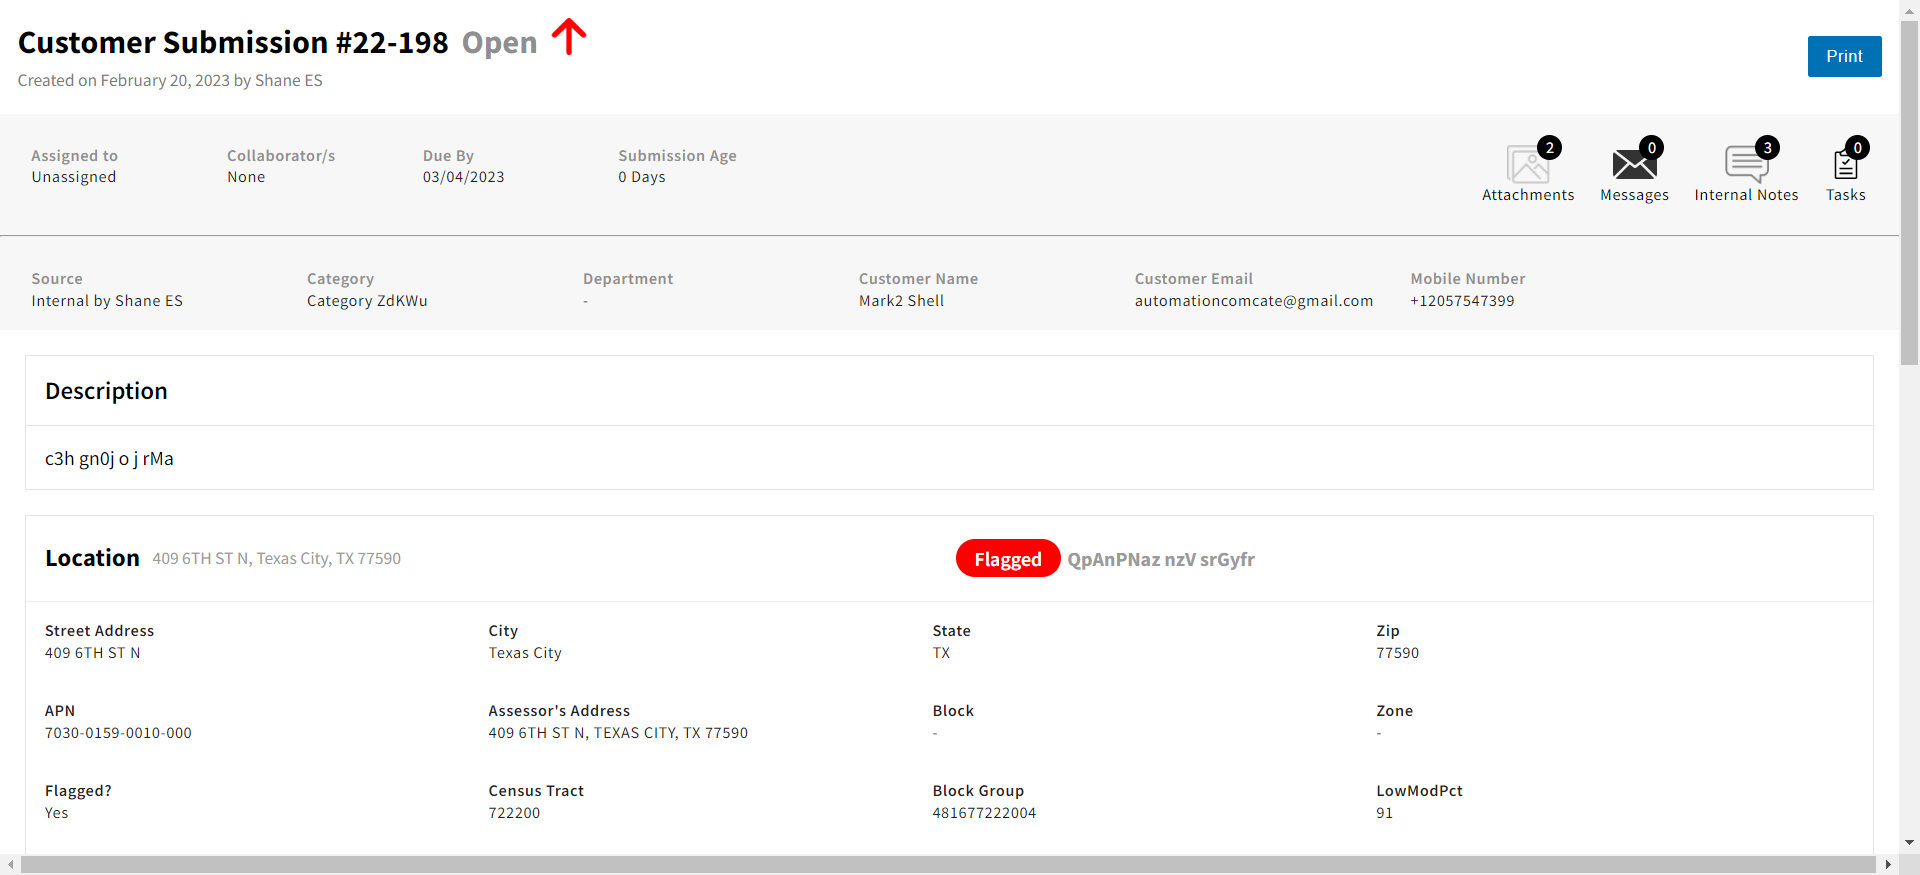 Customer Submission #22-198 Open
Print
Created on February 20, 2023 by Shane ES
Assigned to
Unassigned
Collaborator/s
None
Due By
03/04/2023
Submission Age
0 Days
2
Attachments
0
Messages
3
Internal Notes
0
Tasks
Source
Internal by Shane ES
Category
Category ZdKWu
Department
-
Customer Name
Mark2 Shell
Customer Email
automationcomcate@gmail.com
Mobile Number
+12057547399
Description
c3h gn0j o j rMa
Location 409 6TH ST N, Texas City, TX 77590
Flagged QpAnPNaz nzV srGyfr
Street Address
409 6TH ST N
City
Texas City
State
TX
Zip
77590
APN
7030-0159-0010-000
Assessor's Address
409 6TH ST N, TEXAS CITY, TX 77590
Block
-
Zone
-
Flagged?
Yes
Census Tract
722200
Block Group
481677222004
LowModPct
91